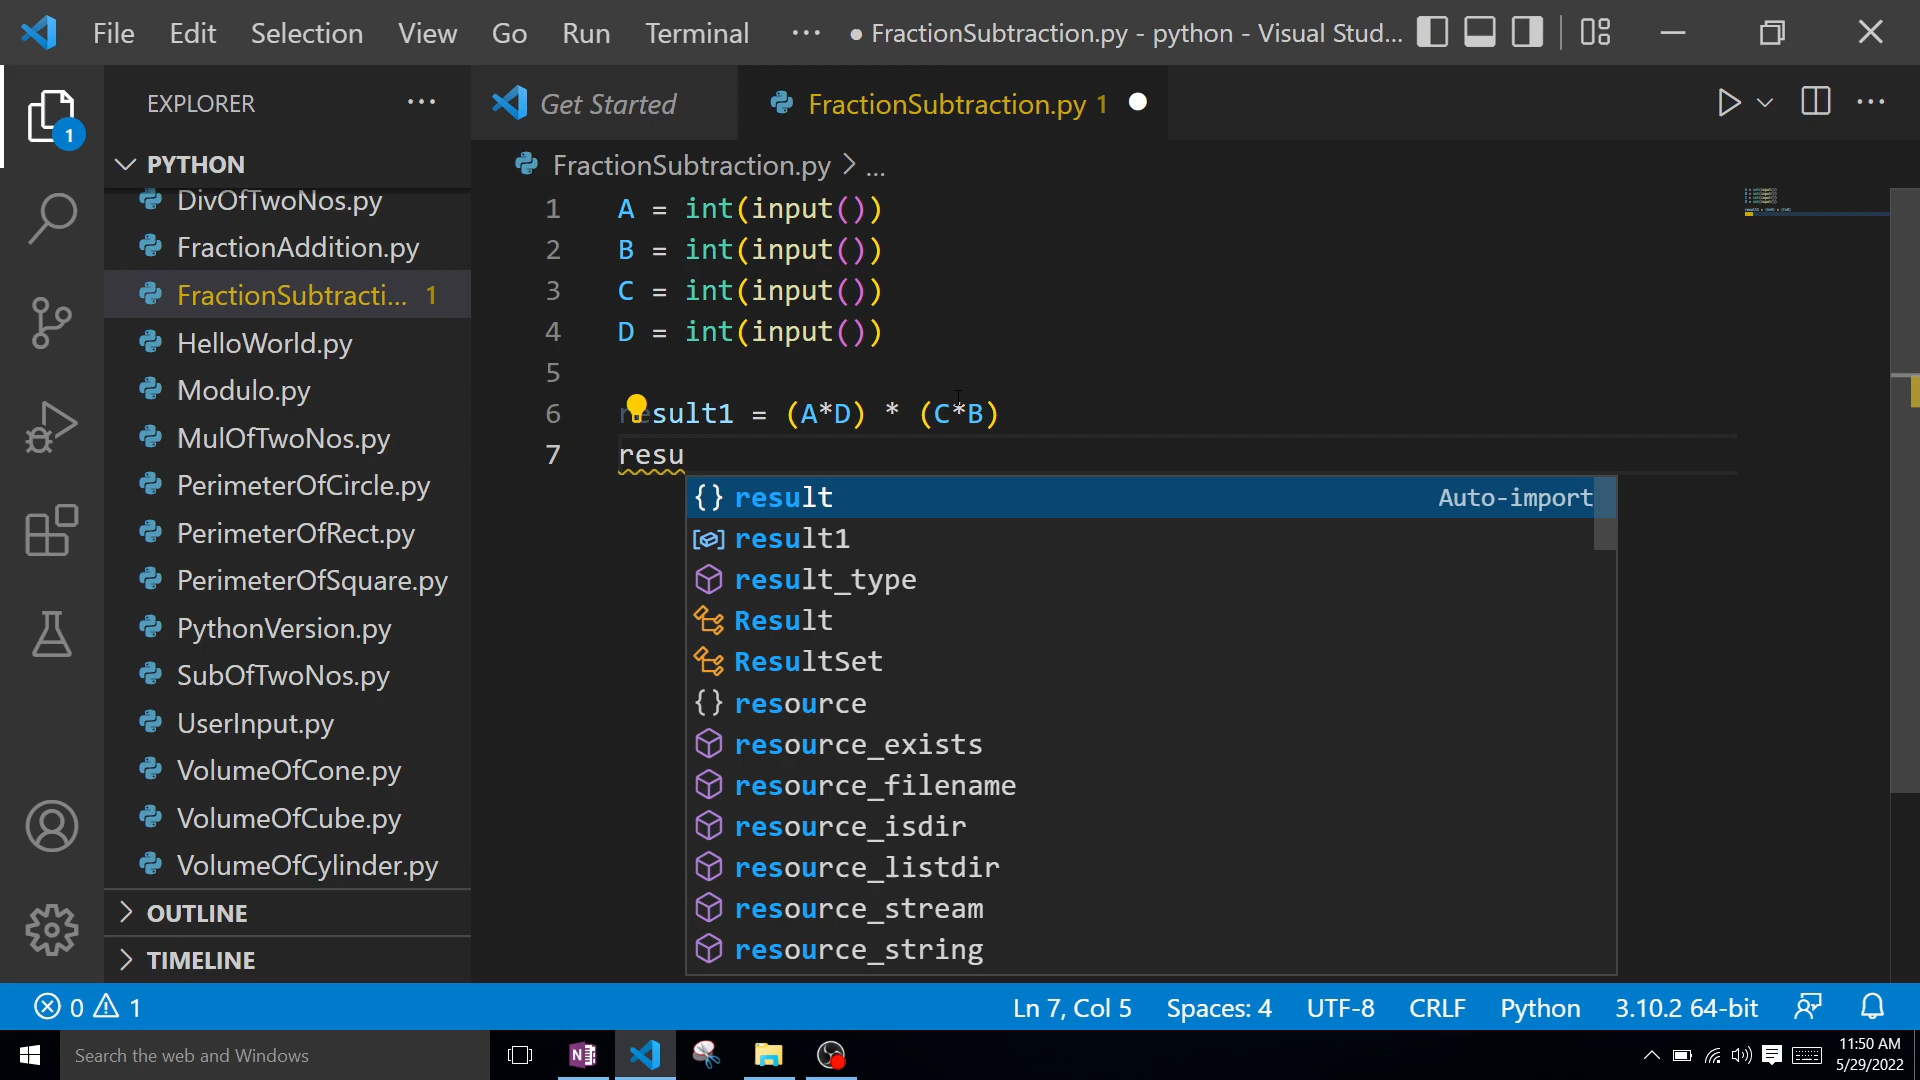 File Edit Selection View Go Run Terminal ··· ● FractionSubtraction.py - python - Visual Stud...
EXPLORER ···
Get Started
FractionSubtraction.py 1
1
PYTHON
FractionSubtraction.py > ...
DivOfTwoNos.py
FractionAddition.py
FractionSubtracti... 1
HelloWorld.py
Modulo.py
MulOfTwoNos.py
PerimeterOfCircle.py
PerimeterOfRect.py
PerimeterOfSquare.py
PythonVersion.py
SubOfTwoNos.py
UserInput.py
VolumeOfCone.py
VolumeOfCube.py
VolumeOfCylinder.py
OUTLINE
TIMELINE
1 A = int(input())
2 B = int(input())
3 C = int(input())
4 D = int(input())
5
6 result1 = (A*D) * (C*B)
7 resu
{} result Auto-import
result1
result_type
Result
ResultSet
{} resource
resource_exists
resource_filename
resource_isdir
resource_listdir
resource_stream
resource_string
0 1 Ln 7, Col 5 Spaces: 4 UTF-8 CRLF Python 3.10.2 64-bit
Search the web and Windows
11:50 AM
5/29/2022